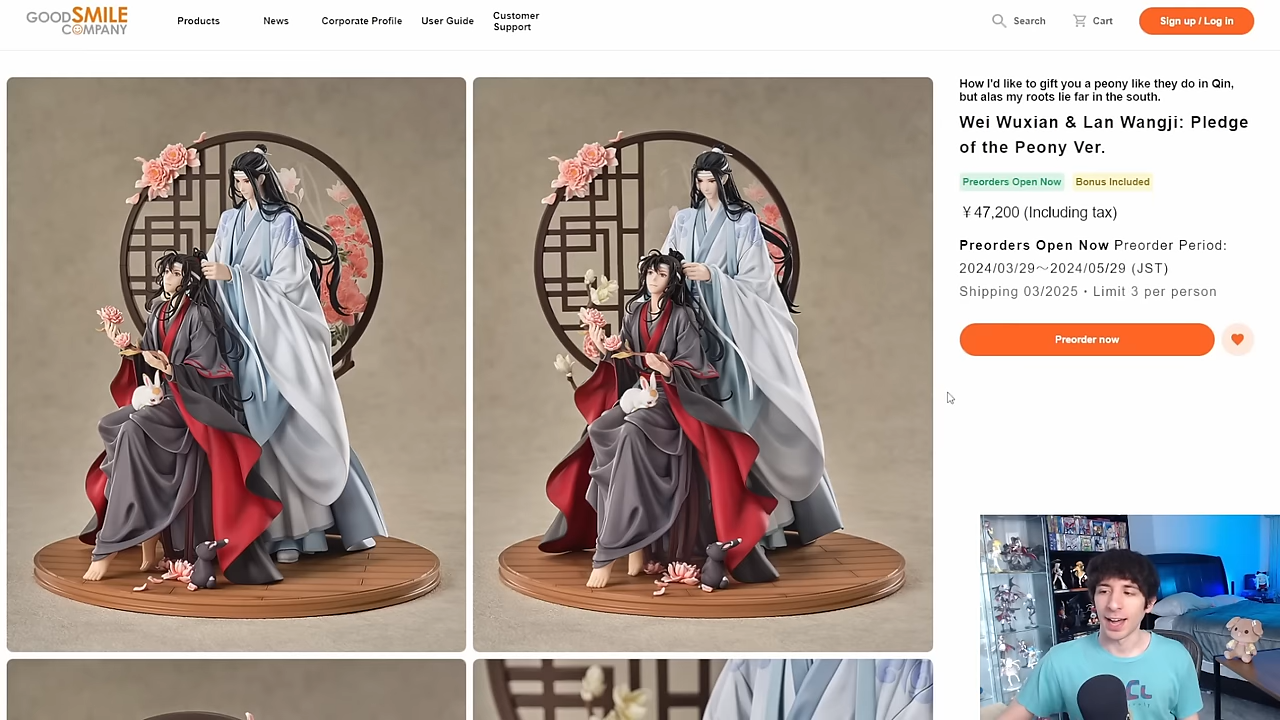 GOODSMILE
COMPANY
Products
News
Corporate Profile
User Guide
Customer
Support
Search
Cart
Sign up / Log in
How I'd like to gift you a peony like they do in Qin,
but alas my roots lie far in the south.
Wei Wuxian & Lan Wangji: Pledge
of the Peony Ver.
Preorders Open Now
Bonus Included
¥47,200 (Including tax)
Preorders Open Now Preorder Period:
2024/03/29～2024/05/29 (JST)
Shipping 03/2025・Limit 3 per person
Preorder now